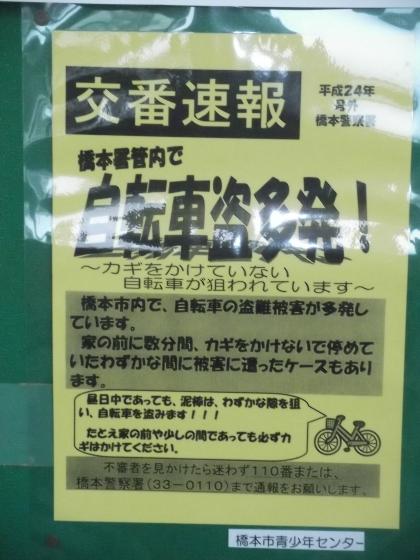 交番速報
平成24年
号外
橋本警察署
橋本署管内で
自転車盗多発!
～カギをかけていない
自転車が狙われています～
橋本市内で、自転車の盗難被害が多発
しています。
家の前に数分間、カギをかけないで停めて
いたわずかな間に被害に遭ったケースもあり
ます。
昼日中であっても、泥棒は、わずかな隙を狙
い、自転車を盗みます!!!
たとえ家の前や少しの間であっても必ずカ
ギはかけてください。
不審者を見かけたら迷わず110番または、
橋本警察署(33-0110)まで通報をお願いします。
橋本市青少年センター